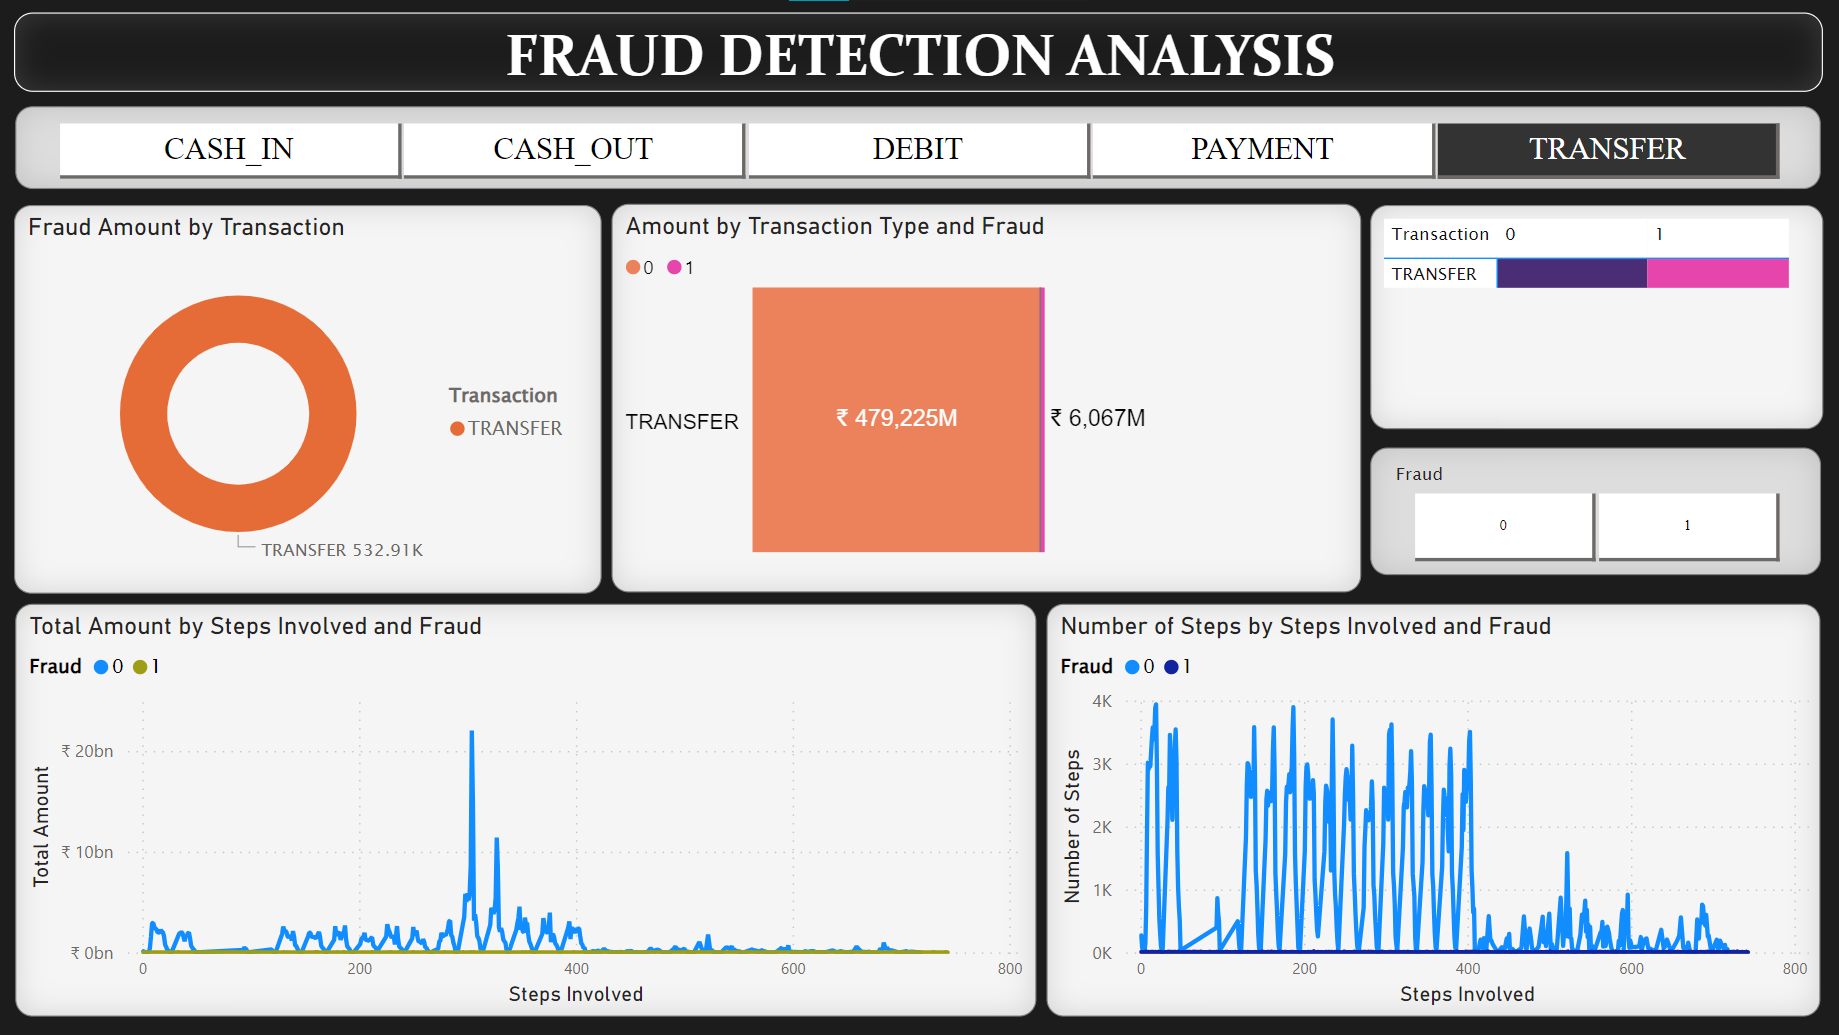 FRAUD DETECTION ANALYSIS
CASH_IN CASH_OUT DEBIT PAYMENT TRANSFER
Fraud Amount by Transaction
Transaction
TRANSFER
TRANSFER 532.91K
Amount by Transaction Type and Fraud
0 1
TRANSFER ₹ 479,225M ₹ 6,067M
Transaction 0 1
TRANSFER
Fraud
0 1
Total Amount by Steps Involved and Fraud
Fraud 0 1
Total Amount
₹ 20bn
₹ 10bn
₹ 0bn
0 200 400 600 800
Steps Involved
Number of Steps by Steps Involved and Fraud
Fraud 0 1
Number of Steps
4K
3K
2K
1K
0K
0 200 400 600 800
Steps Involved